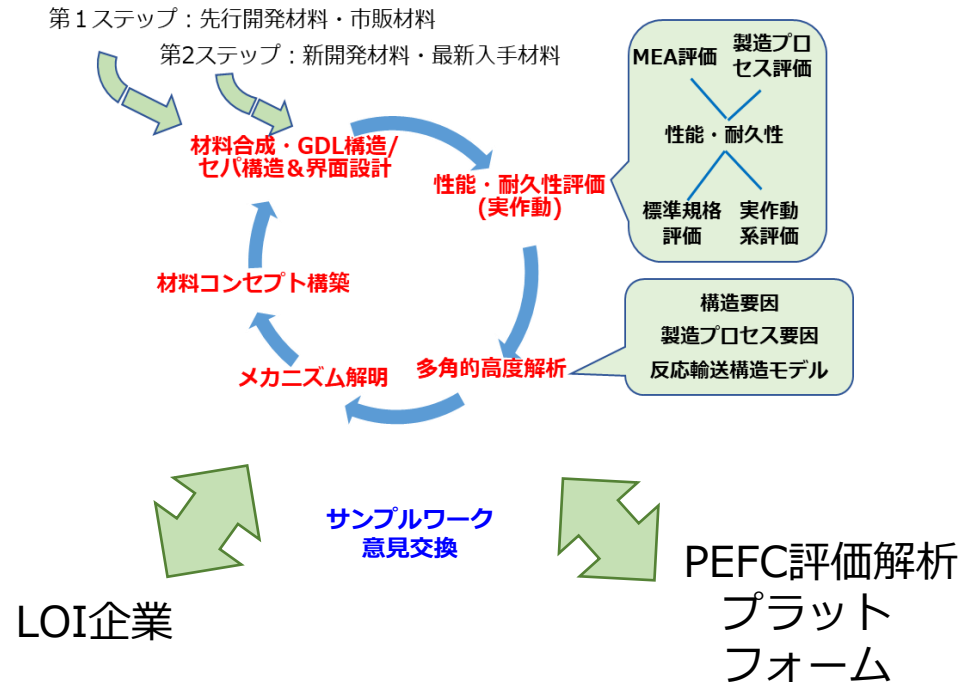 第１ステップ：先行開発材料・市販材料
第2ステップ：新開発材料・最新入手材料
材料合成・GDL構造/
セパ構造＆界面設計
性能・耐久性評価
(実作動)
MEA評価
製造プロ
セス評価
性能・耐久性
標準規格
評価
実作動
系評価
多角的高度解析
構造要因
製造プロセス要因
反応輸送構造モデル
メカニズム解明
材料コンセプト構築
サンプルワーク
意見交換
LOI企業
PEFC評価解析
プラット
フォーム